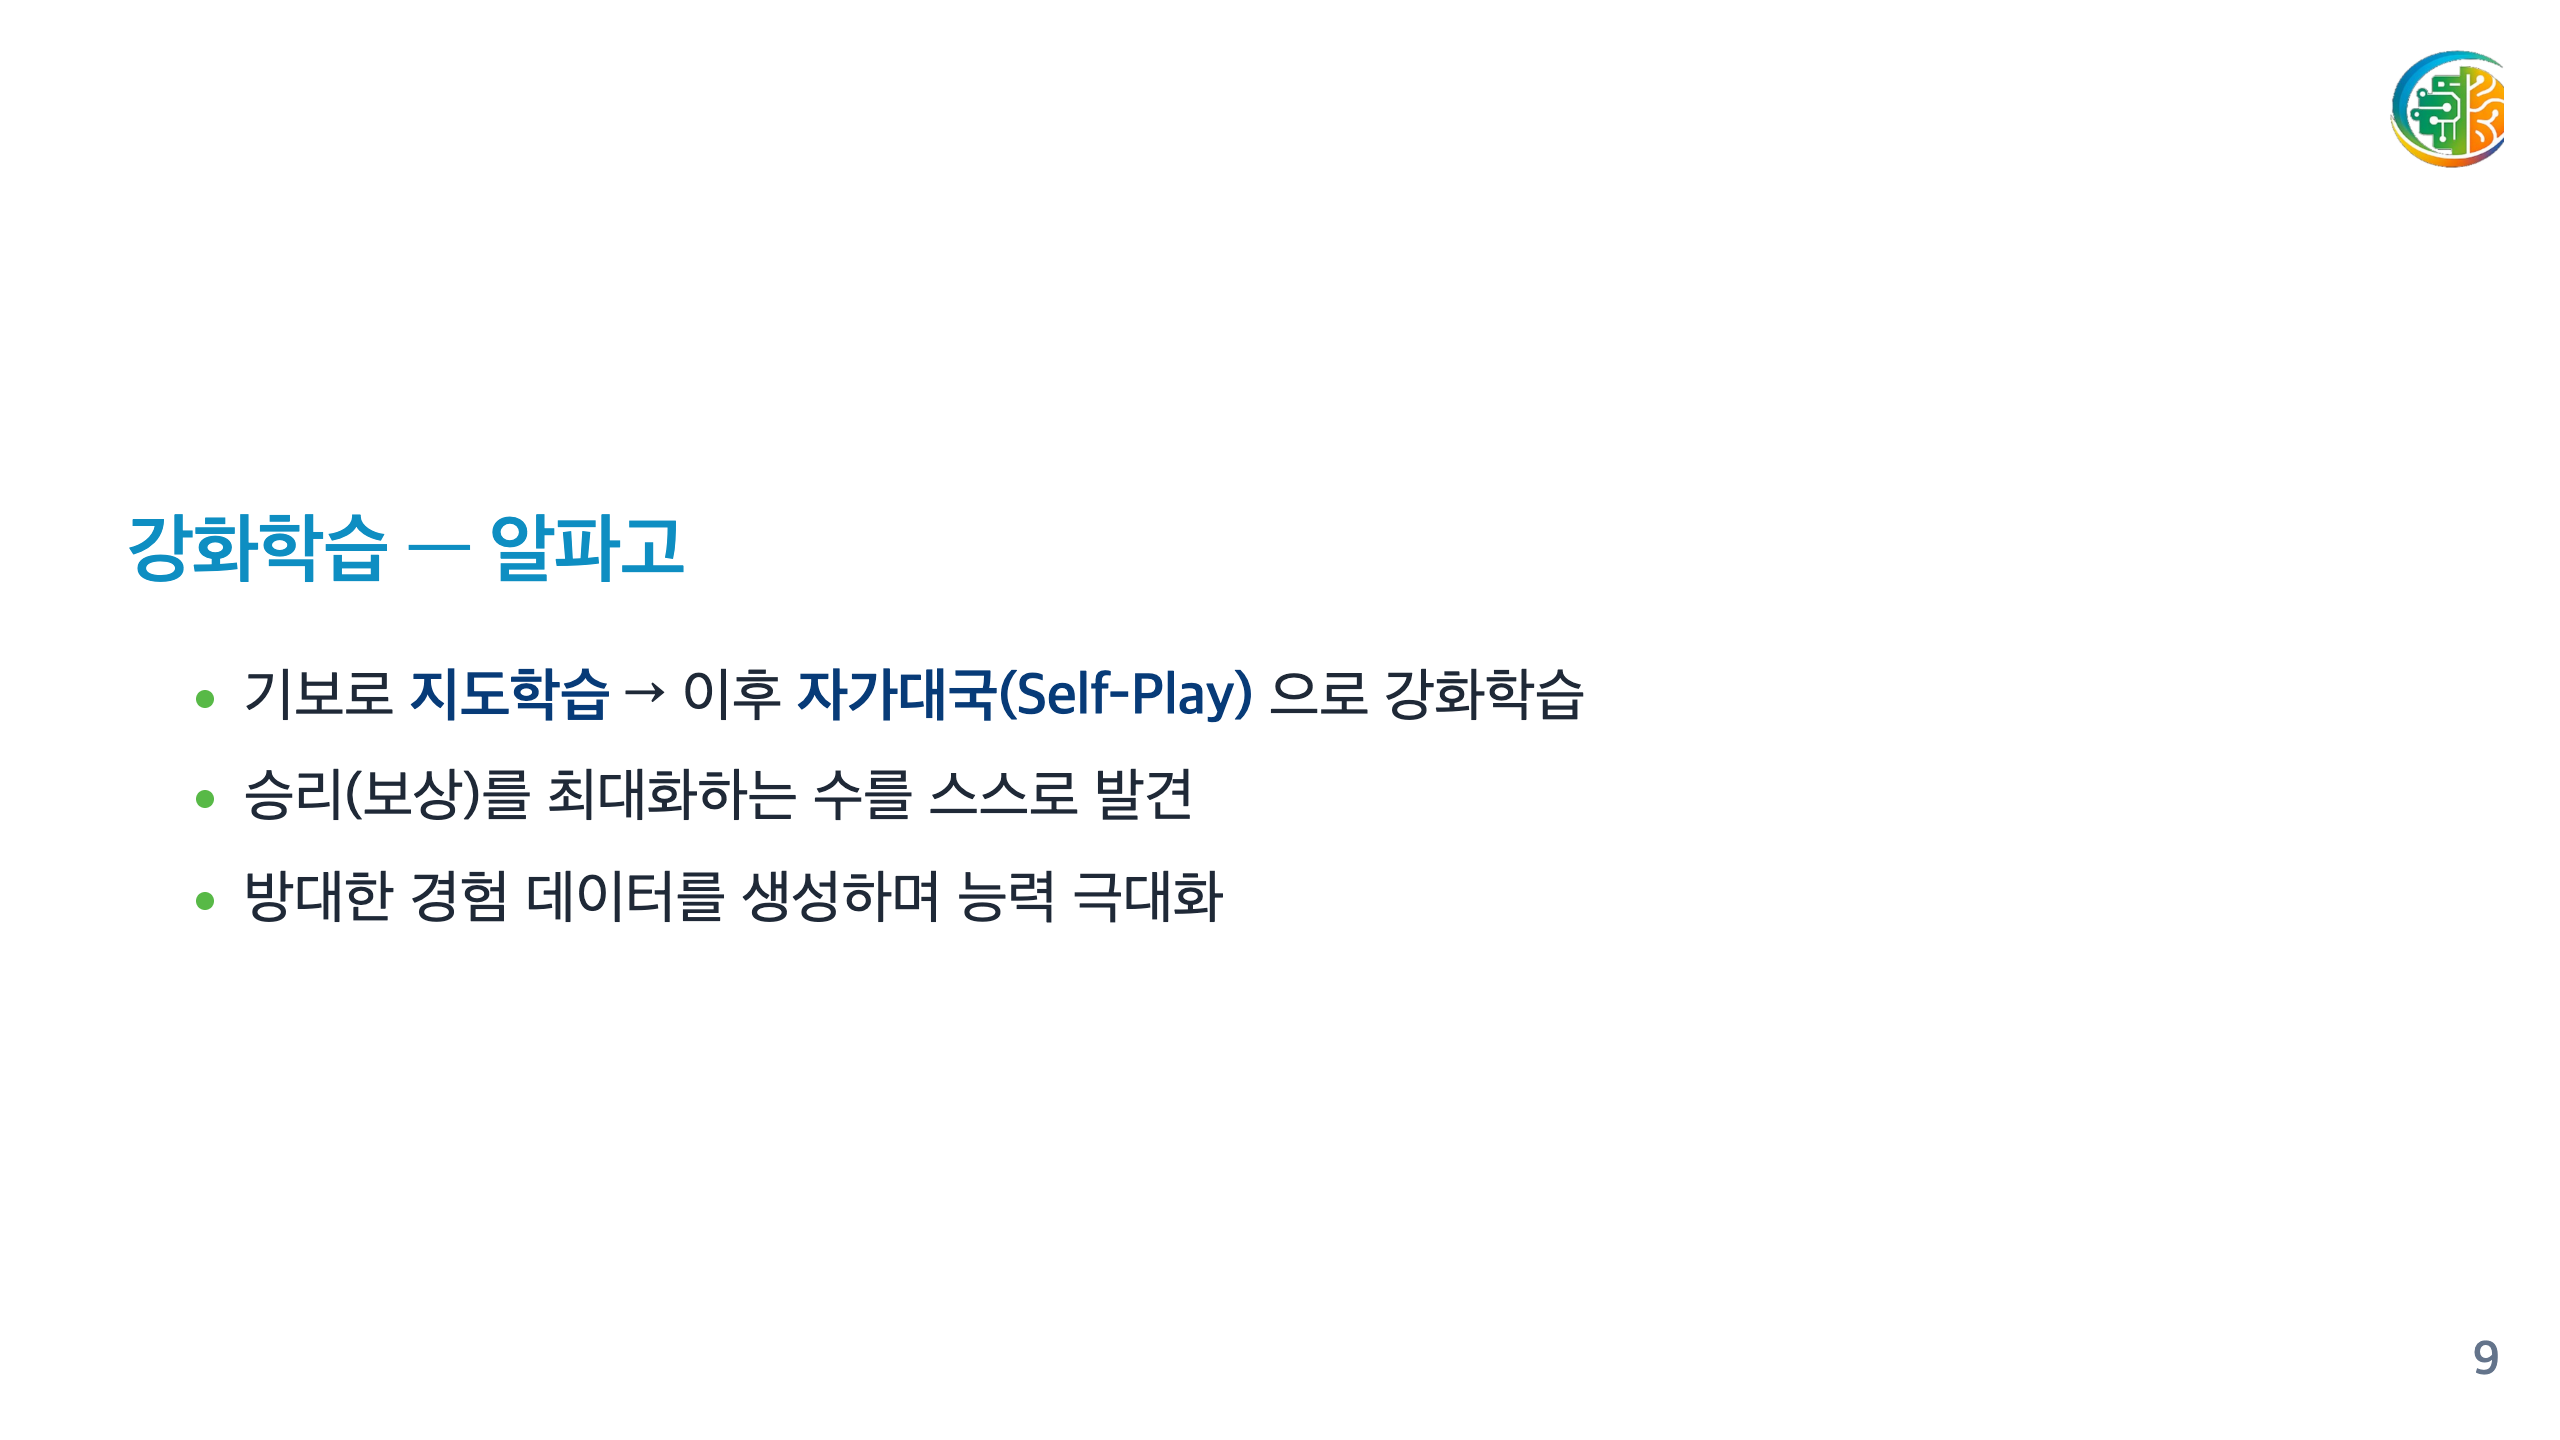 강화학습 — 알파고
• 기보로 지도학습 → 이후 자가대국(Self-Play) 으로 강화학습
• 승리(보상)를 최대화하는 수를 스스로 발견
• 방대한 경험 데이터를 생성하며 능력 극대화
9